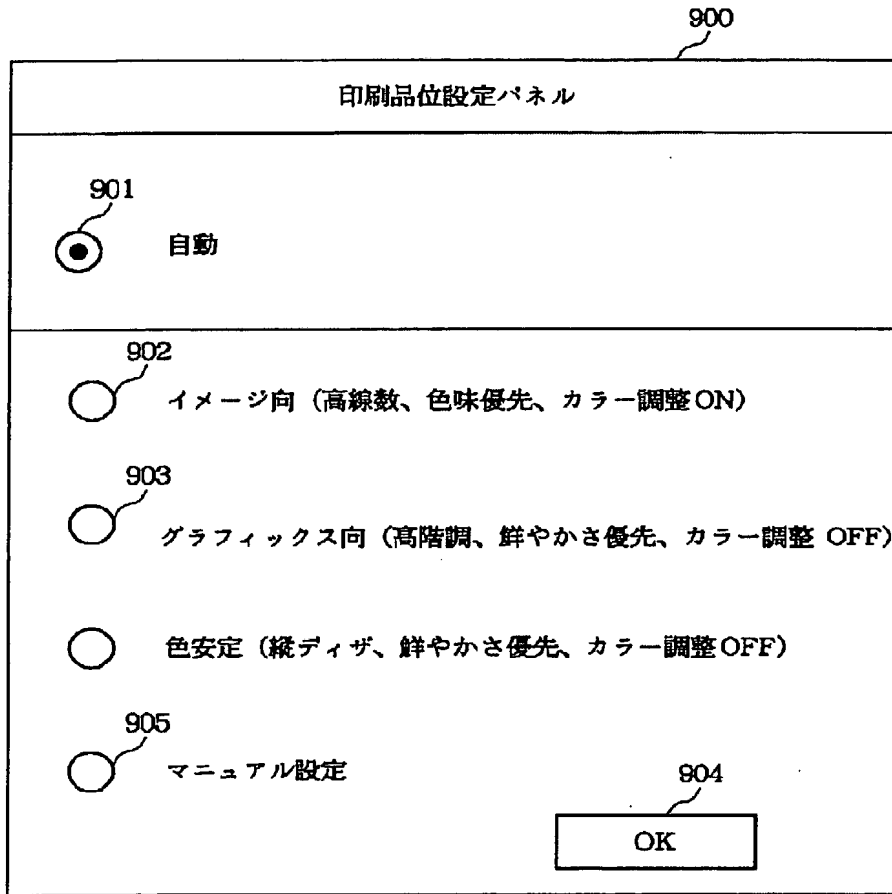 900
印刷品位設定パネル
901
自動
902
イメージ向（高線数、色味優先、カラー調整ON）
903
グラフィックス向（高階調、鮮やかさ優先、カラー調整 OFF）
色安定（縦ディザ、鮮やかさ優先、カラー調整OFF）
905
マニュアル設定
904
OK